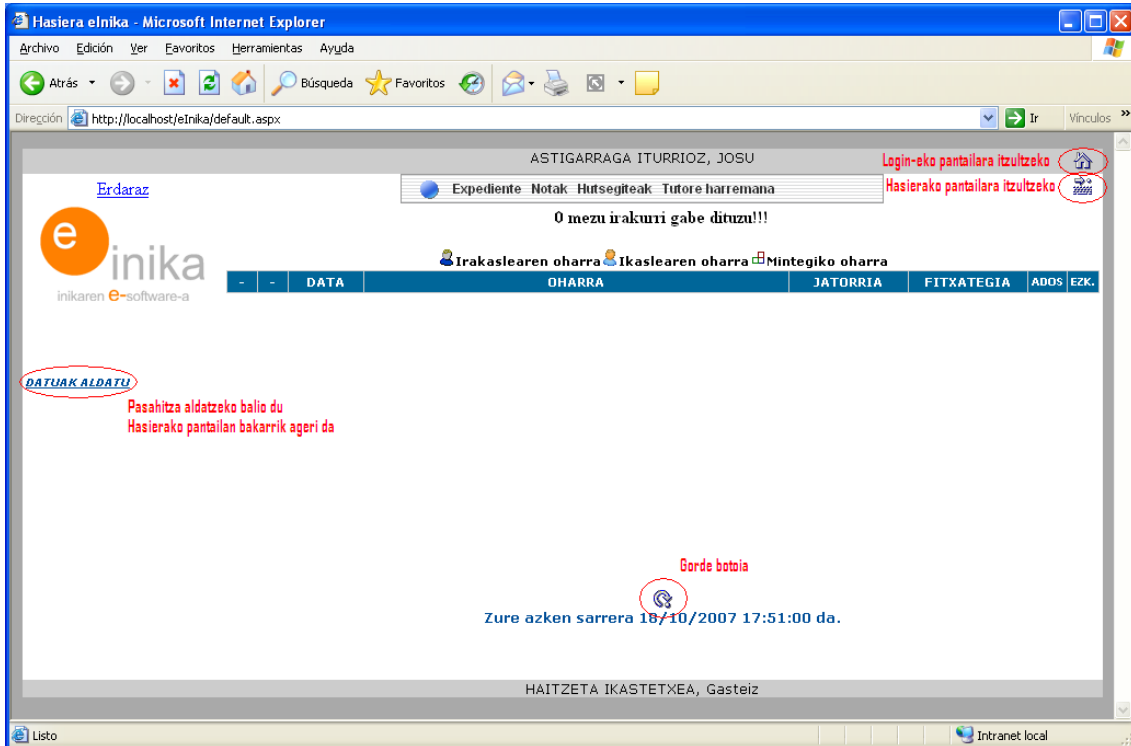 Hasiera eInika - Microsoft Internet Explorer
Archivo Edición Ver Favoritos Herramientas Ayuda
Atrás Búsqueda Favoritos
Dirección http://localhost/eInika/default.aspx Ir Vínculos »
ASTIGARRAGA ITURRIOZ, JOSU Login-eko pantailara itzultzeko
Erdaraz Expediente Notak Hutsegiteak Tutore harremana Hasierako pantailara itzultzeko
0 mezu irakurri gabe dituzu!!!
e inika
inikaren e-software-a
Irakaslearen oharra Ikaslearen oharra Mintegiko oharra
- - DATA OHARRA JATORRIA FITXATEGIA ADOS EZK.
DATUAK ALDATU
Pasahitza aldatzeko balio du
Hasierako pantailan bakarrik ageri da
Gorde botoia
Zure azken sarrera 18/10/2007 17:51:00 da.
HAITZETA IKASTETXEA, Gasteiz
Listo Intranet local